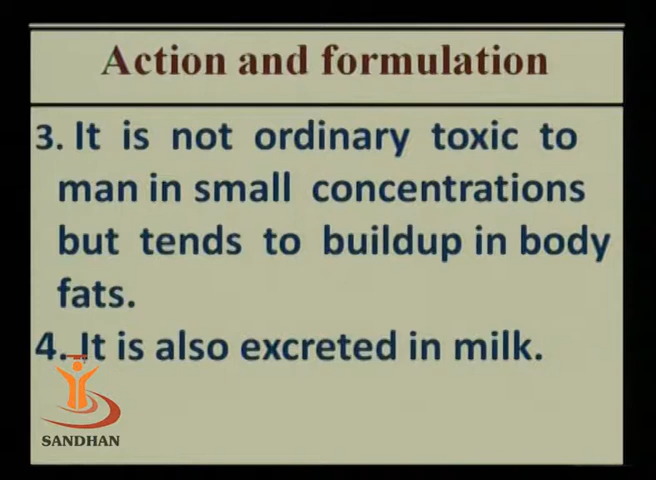 Action and formulation
3. It is not ordinary toxic to
man in small concentrations
but tends to buildup in body
fats.
4. It is also excreted in milk.
SANDHAN